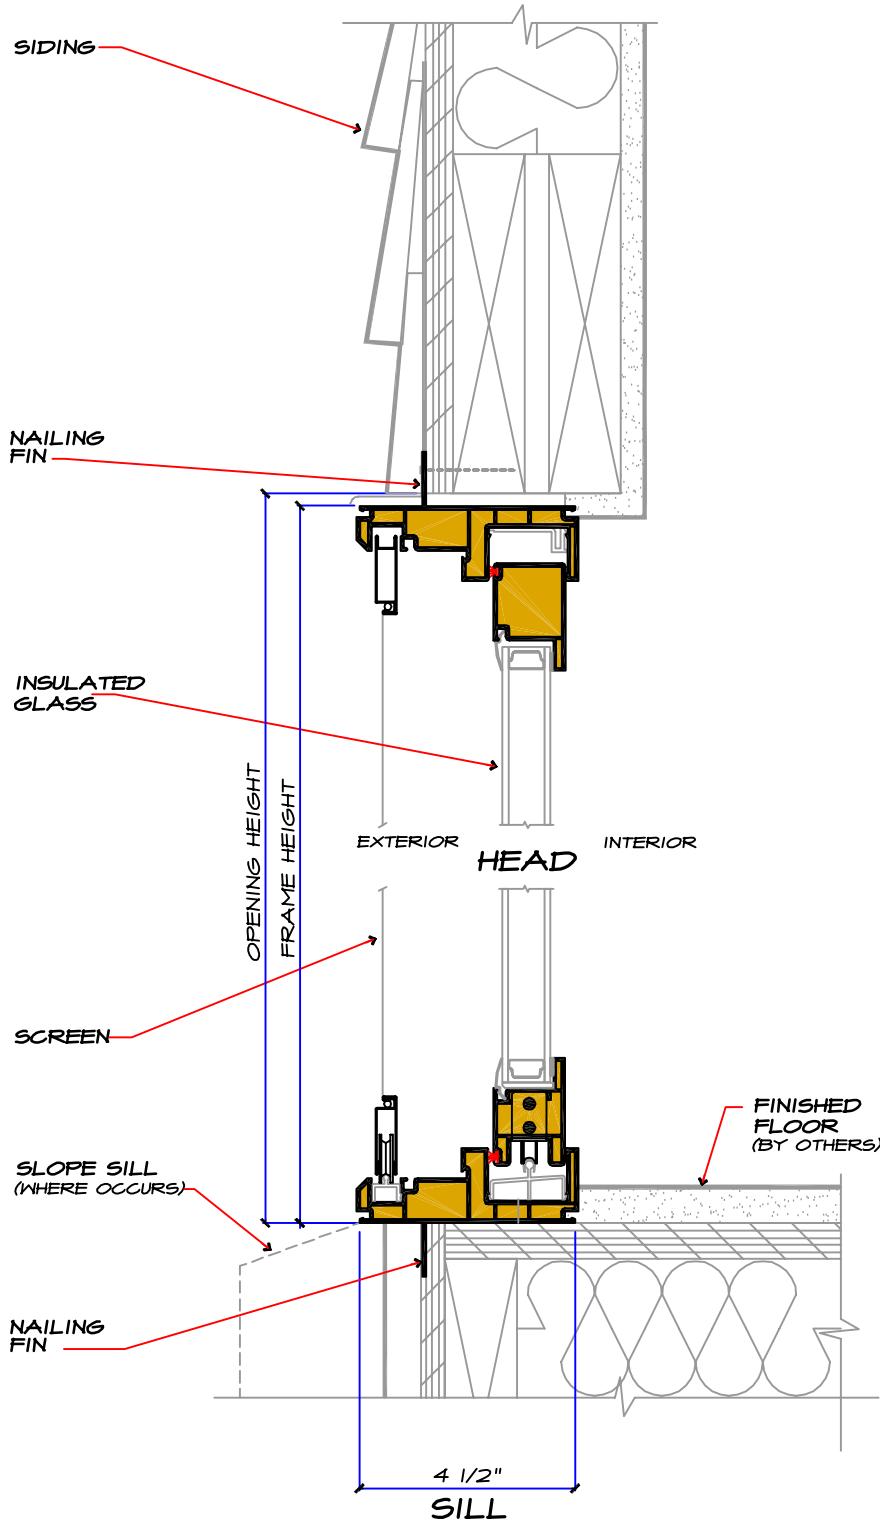 SIDING
NAILING
FIN
INSULATED
GLASS
OPENING HEIGHT
FRAME HEIGHT
EXTERIOR
INTERIOR
HEAD
SCREEN
FINISHED
FLOOR
(BY OTHERS)
SLOPE SILL
(WHERE OCCURS)
NAILING
FIN
4 1/2"
SILL